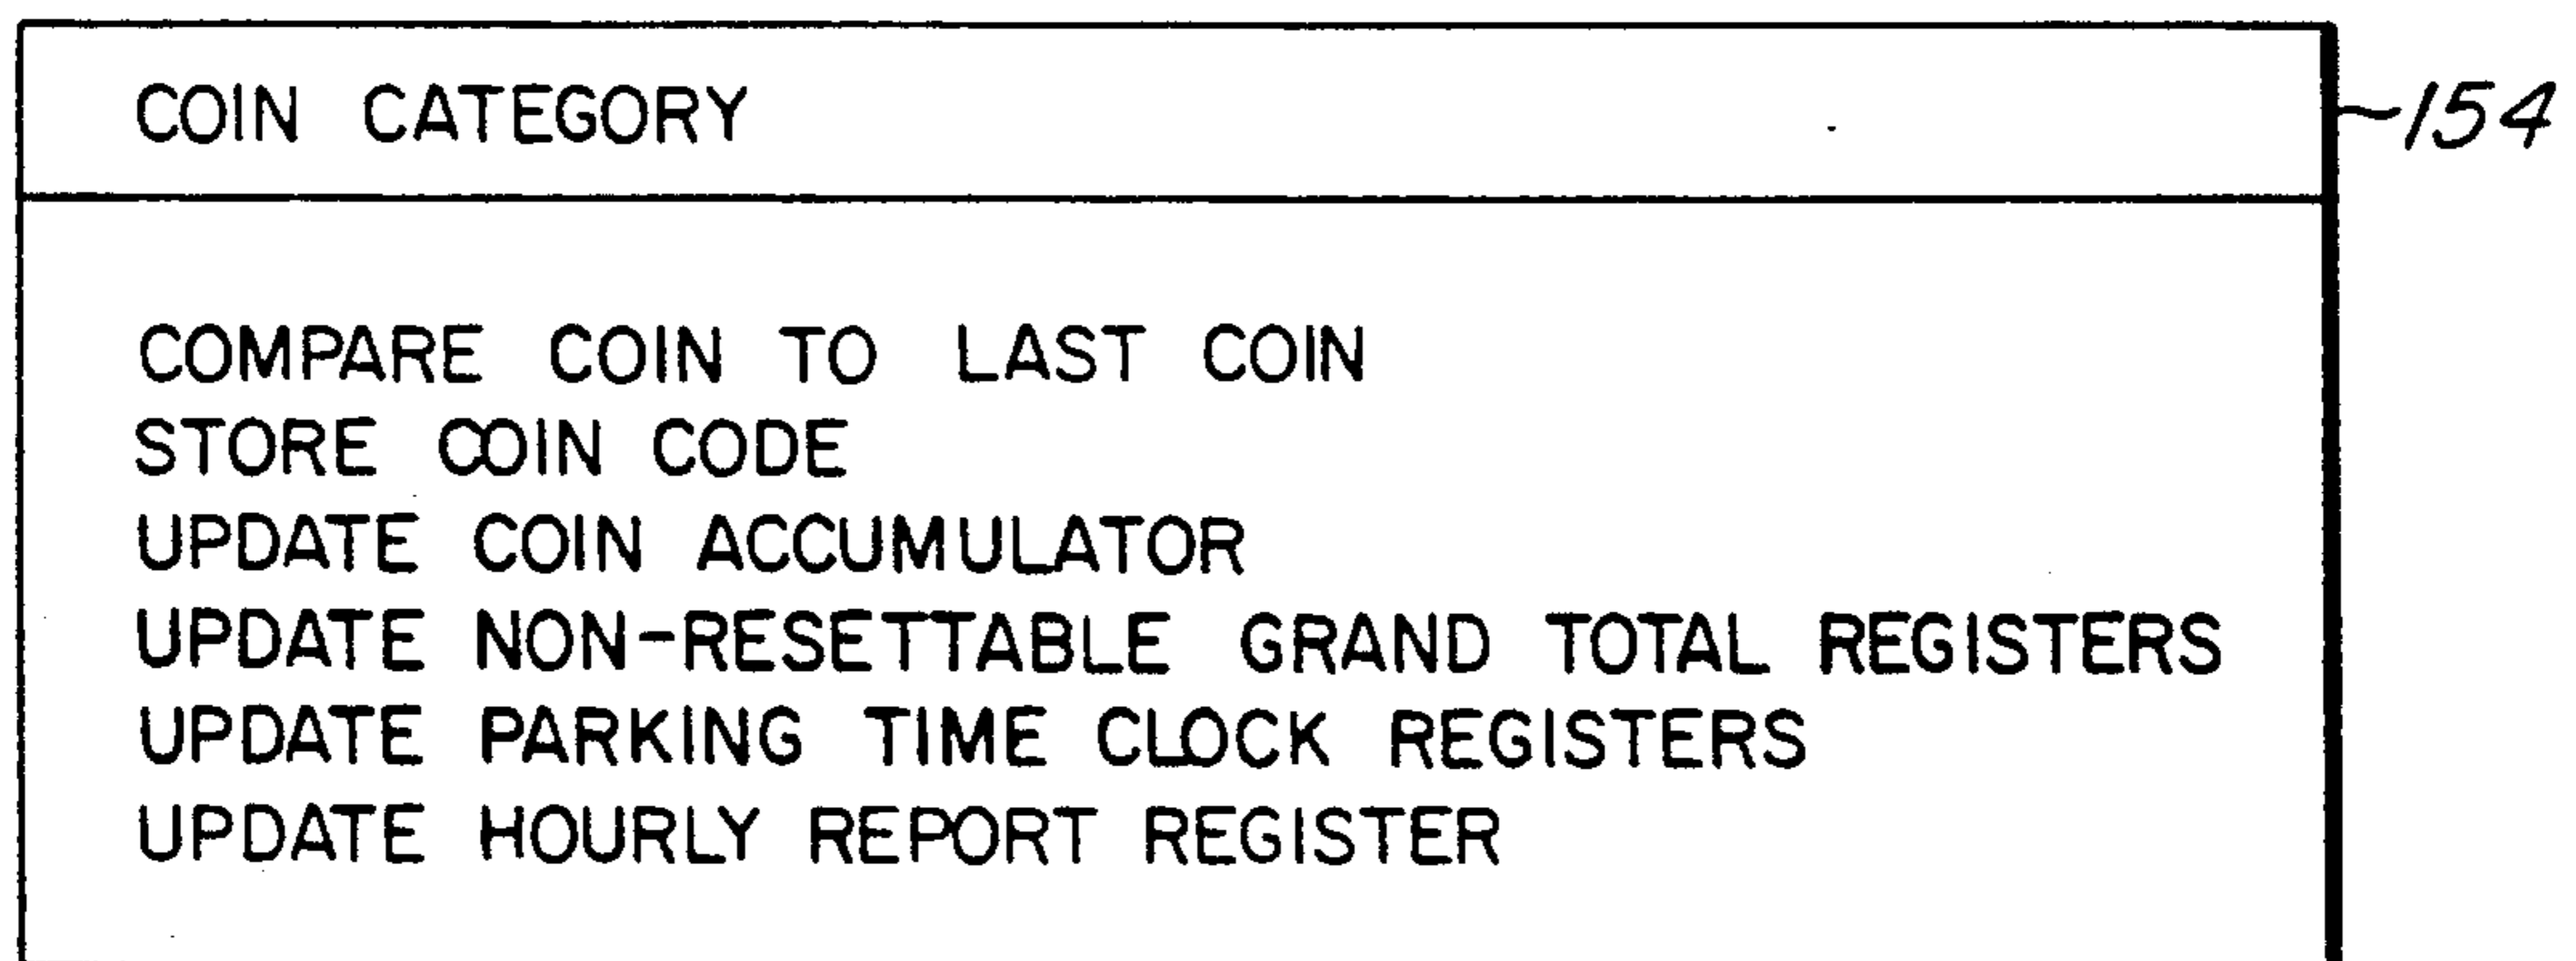 COIN CATEGORY
154
COMPARE COIN TO LAST COIN
STORE COIN CODE
UPDATE COIN ACCUMULATOR
UPDATE NON-RESETTABLE GRAND TOTAL REGISTERS
UPDATE PARKING TIME CLOCK REGISTERS
UPDATE HOURLY REPORT REGISTER